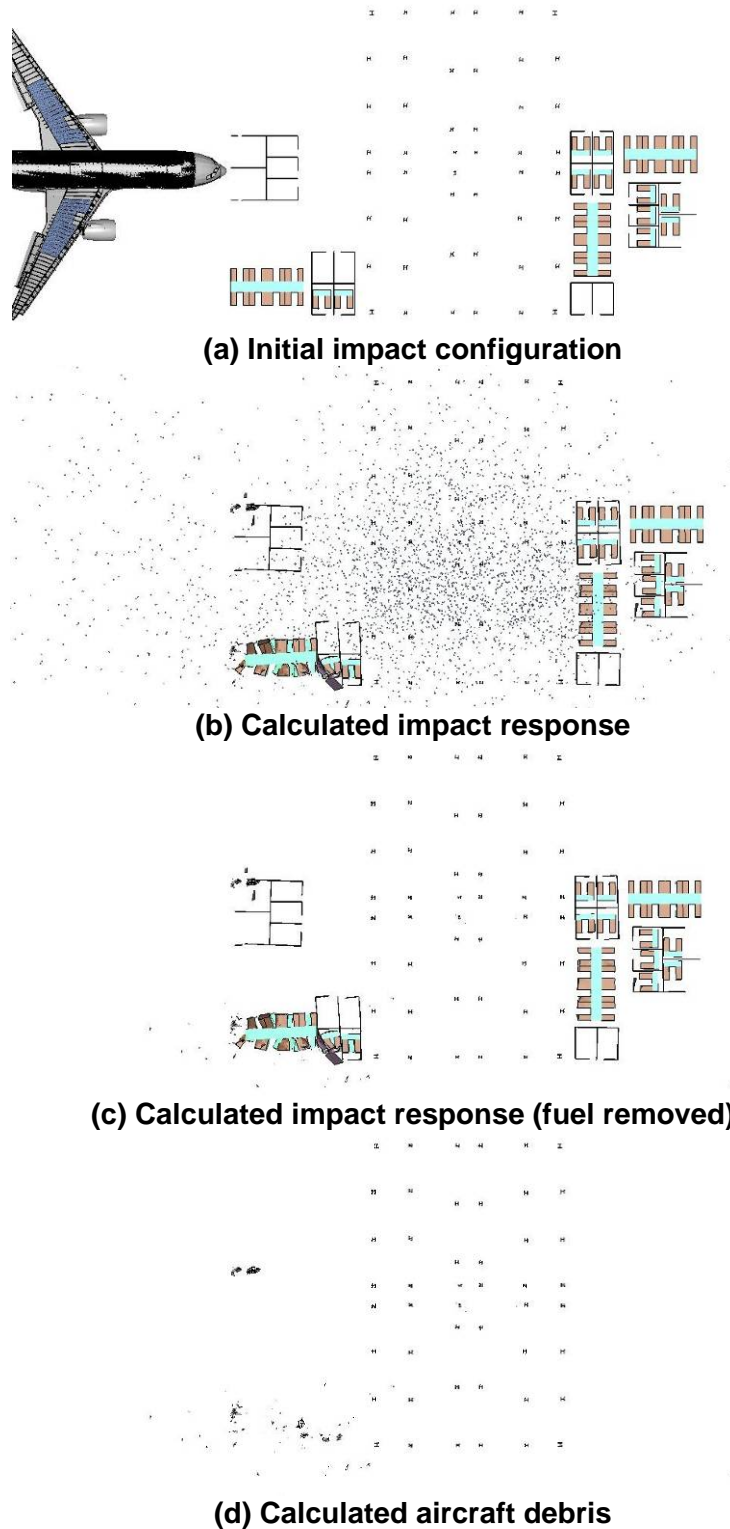 (a) Initial impact configuration
(b) Calculated impact response
(c) Calculated impact response (fuel removed)
(d) Calculated aircraft debris